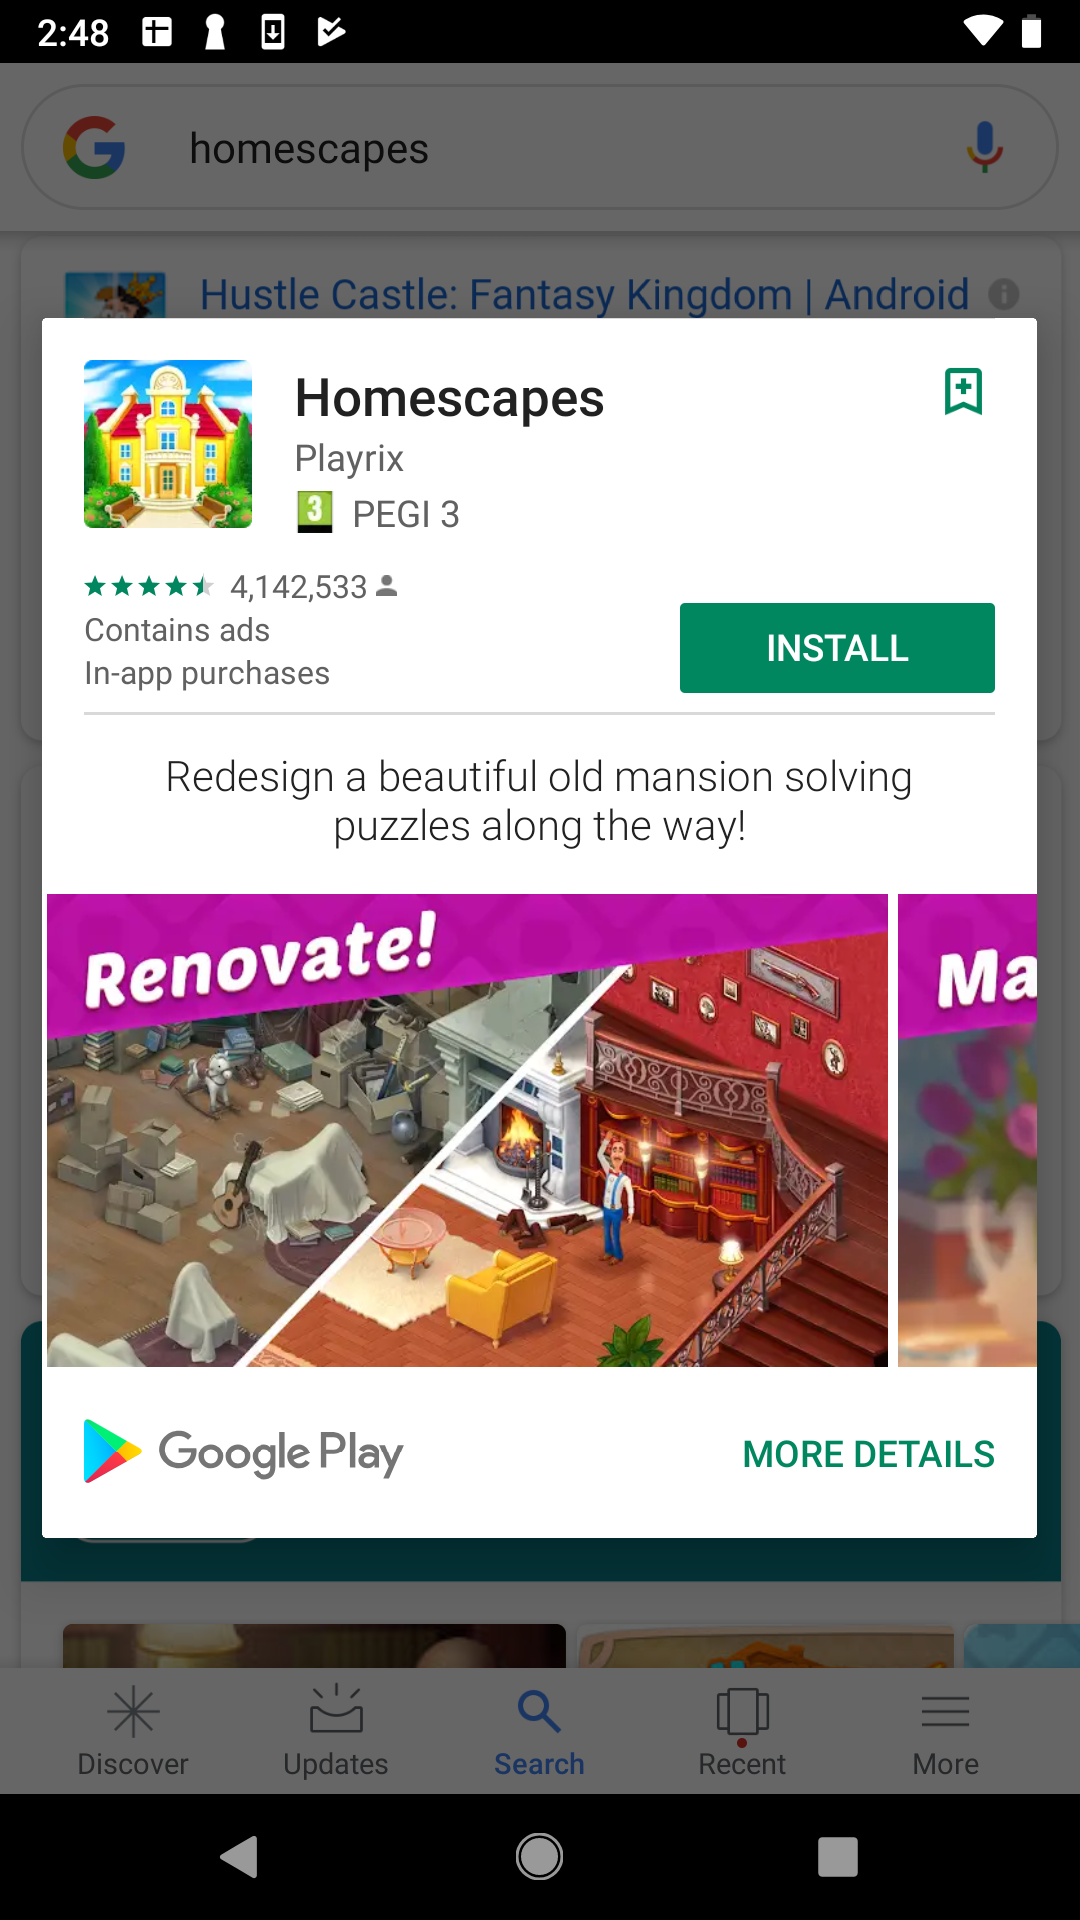 2:48
homescapes
Hustle Castle: Fantasy Kingdom | Android
Homescapes
Playrix
3 PEGI 3
4,142,533
Contains ads
In-app purchases
INSTALL
Redesign a beautiful old mansion solving
puzzles along the way!
Renovate!
Ma
Google Play
MORE DETAILS
Discover
Updates
Search
Recent
More